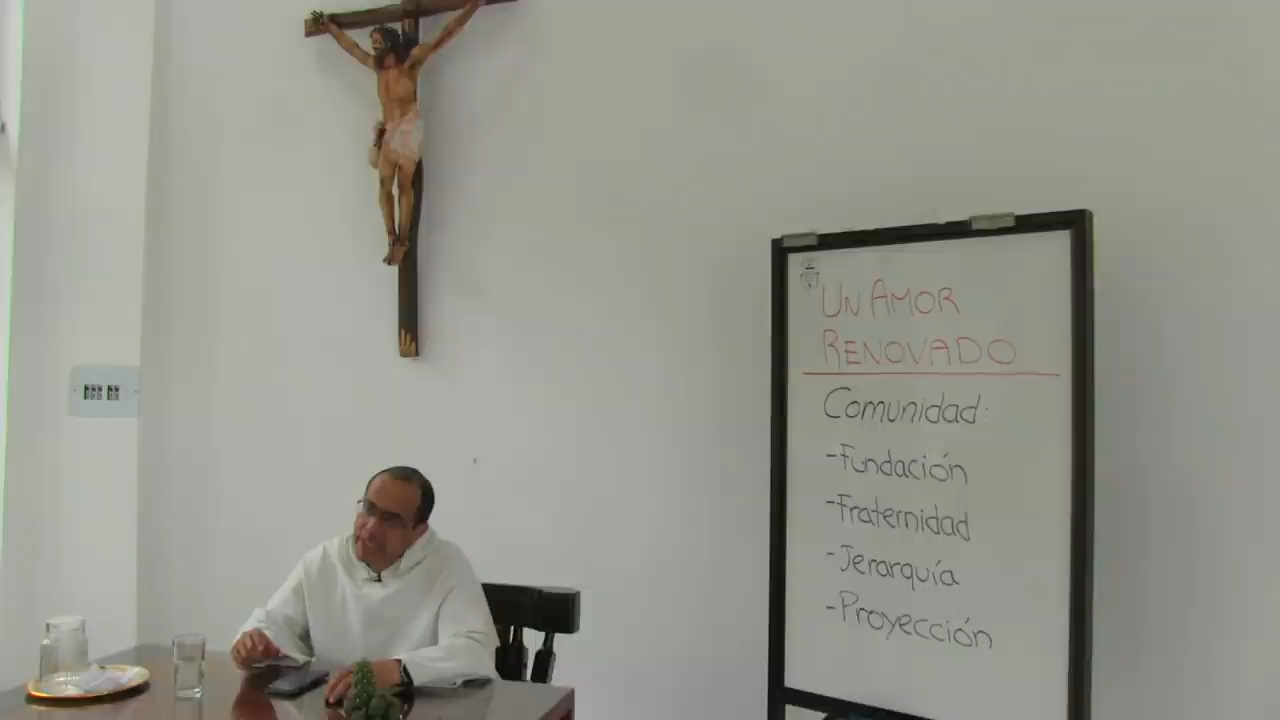 UN AMOR
RENOVADO
Comunidad:
-Fundación
-Fraternidad
-Jerarquía
-Proyección